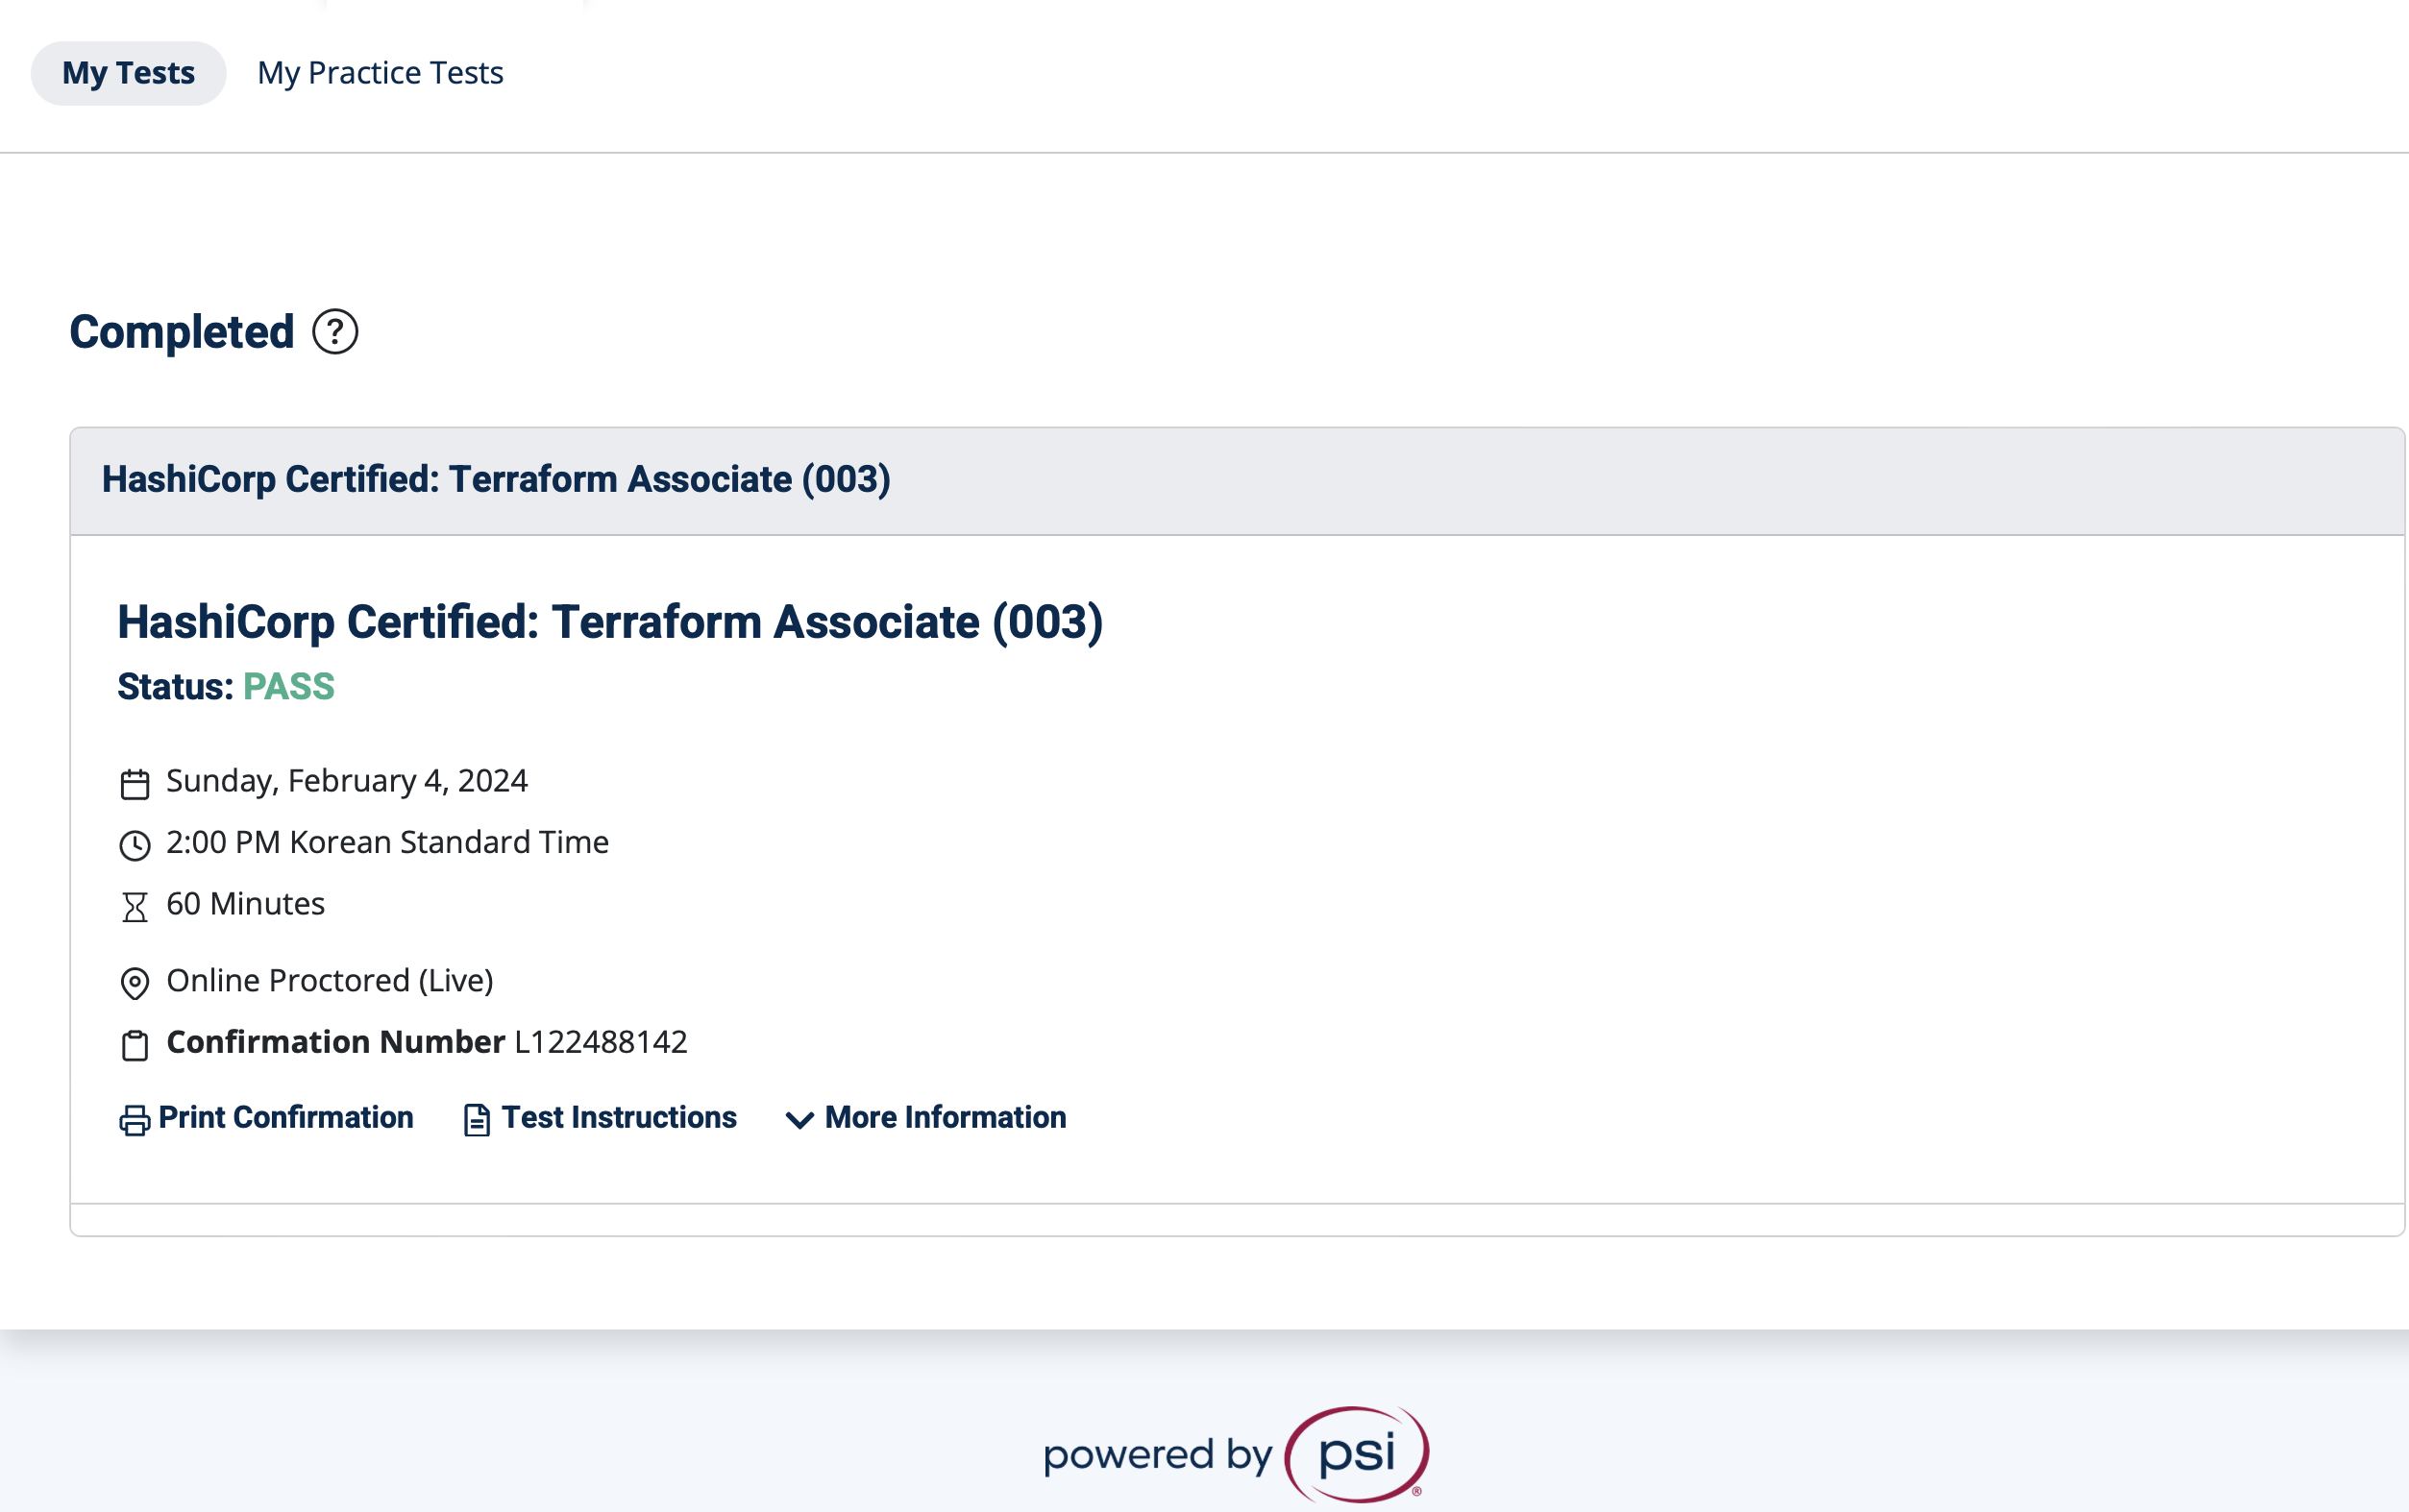 My Tests
My Practice Tests
Completed ?
HashiCorp Certified: Terraform Associate (003)
HashiCorp Certified: Terraform Associate (003)
Status: PASS
Sunday, February 4, 2024
2:00 PM Korean Standard Time
60 Minutes
Online Proctored (Live)
Confirmation Number L122488142
Print Confirmation
Test Instructions
More Information
powered by psi®